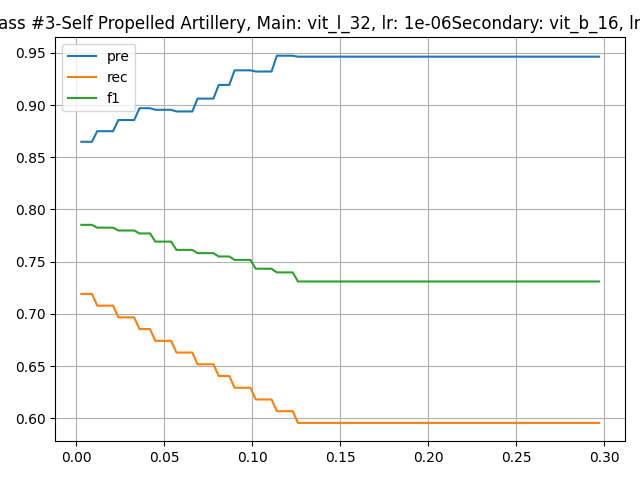 ass #3-Self Propelled Artillery, Main: vit_l_32, lr: 1e-06Secondary: vit_b_16, lr
pre
rec
f1
0.95
0.90
0.85
0.80
0.75
0.70
0.65
0.60
0.00 0.05 0.10 0.15 0.20 0.25 0.30